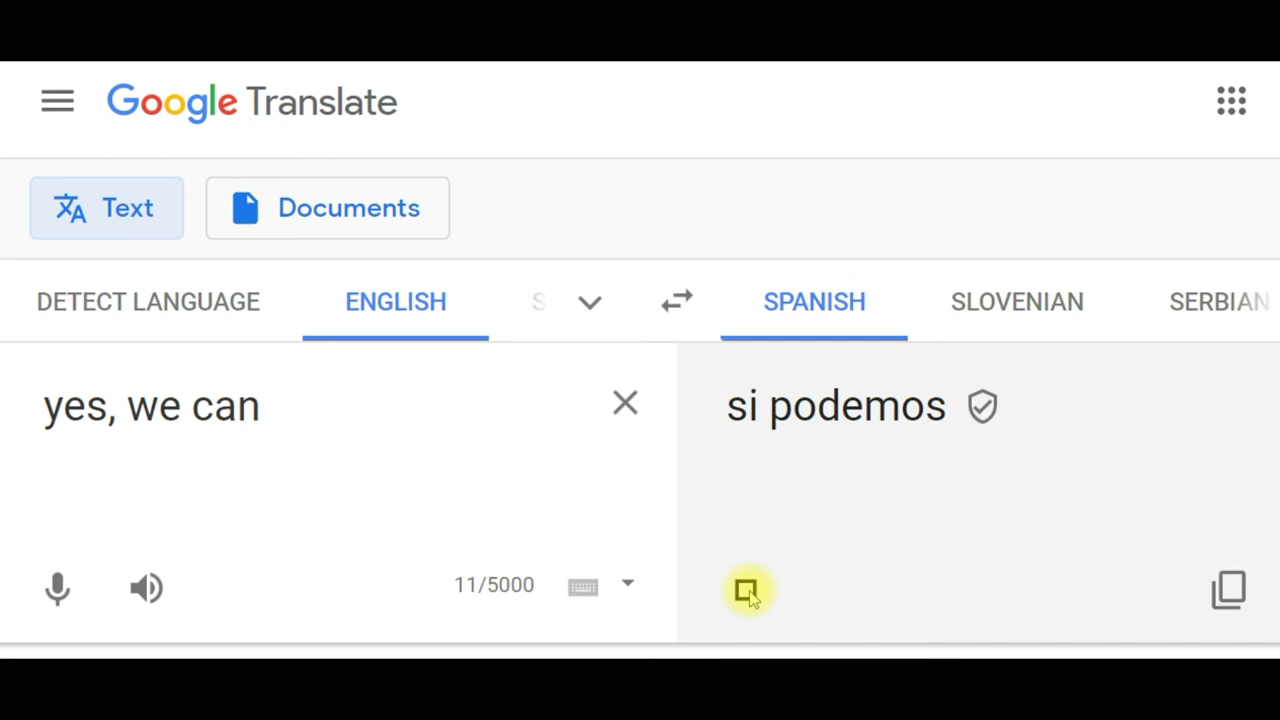 Google Translate
Text Documents
DETECT LANGUAGE ENGLISH S SPANISH SLOVENIAN SERBIAN
yes, we can
si podemos
11/5000